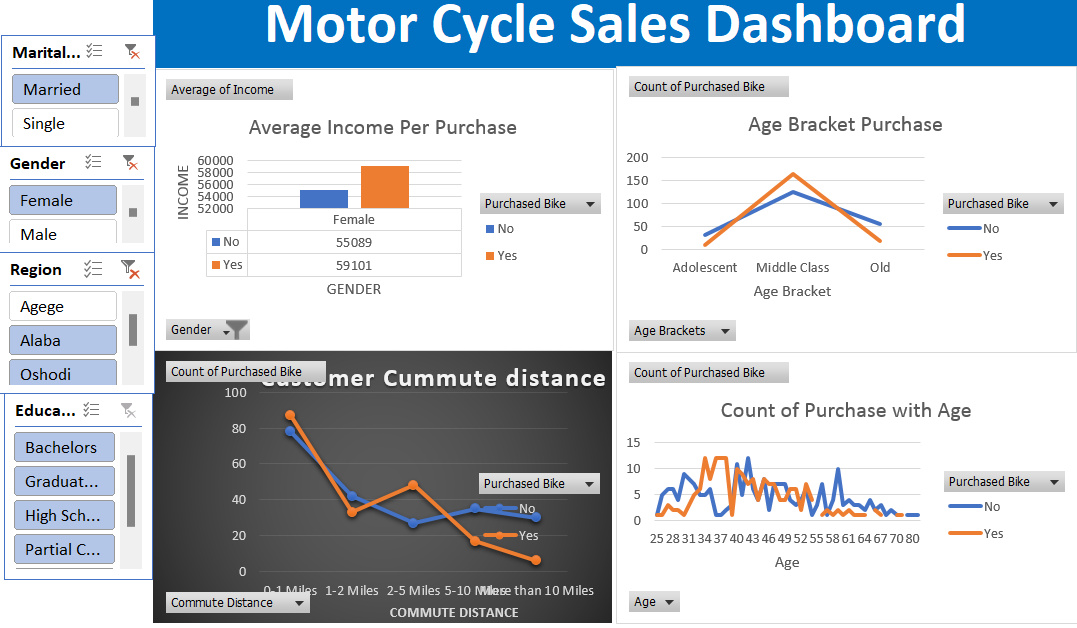 Motor Cycle Sales Dashboard
Marital...
Married
Single
Gender
Female
Male
Region
Agege
Alaba
Oshodi
Educa...
Bachelors
Graduat...
High Sch...
Partial C...
Average of Income
Average Income Per Purchase
INCOME
60000
58000
56000
54000
52000
Female
No 55089
Yes 59101
GENDER
Purchased Bike
No
Yes
Gender
Count of Purchased Bike
Age Bracket Purchase
200
150
100
50
0
Adolescent Middle Class Old
Age Bracket
Purchased Bike
No
Yes
Age Brackets
Count of Purchased Bike
Customer Cummute distance
100
80
60
40
20
0
0-1 Miles 1-2 Miles 2-5 Miles 5-10 Miles More than 10 Miles
COMMUTE DISTANCE
Purchased Bike
No
Yes
Commute Distance
Count of Purchased Bike
Count of Purchase with Age
15
10
5
0
25 28 31 34 37 40 43 46 49 52 55 58 61 64 67 70 80
Age
Purchased Bike
No
Yes
Age